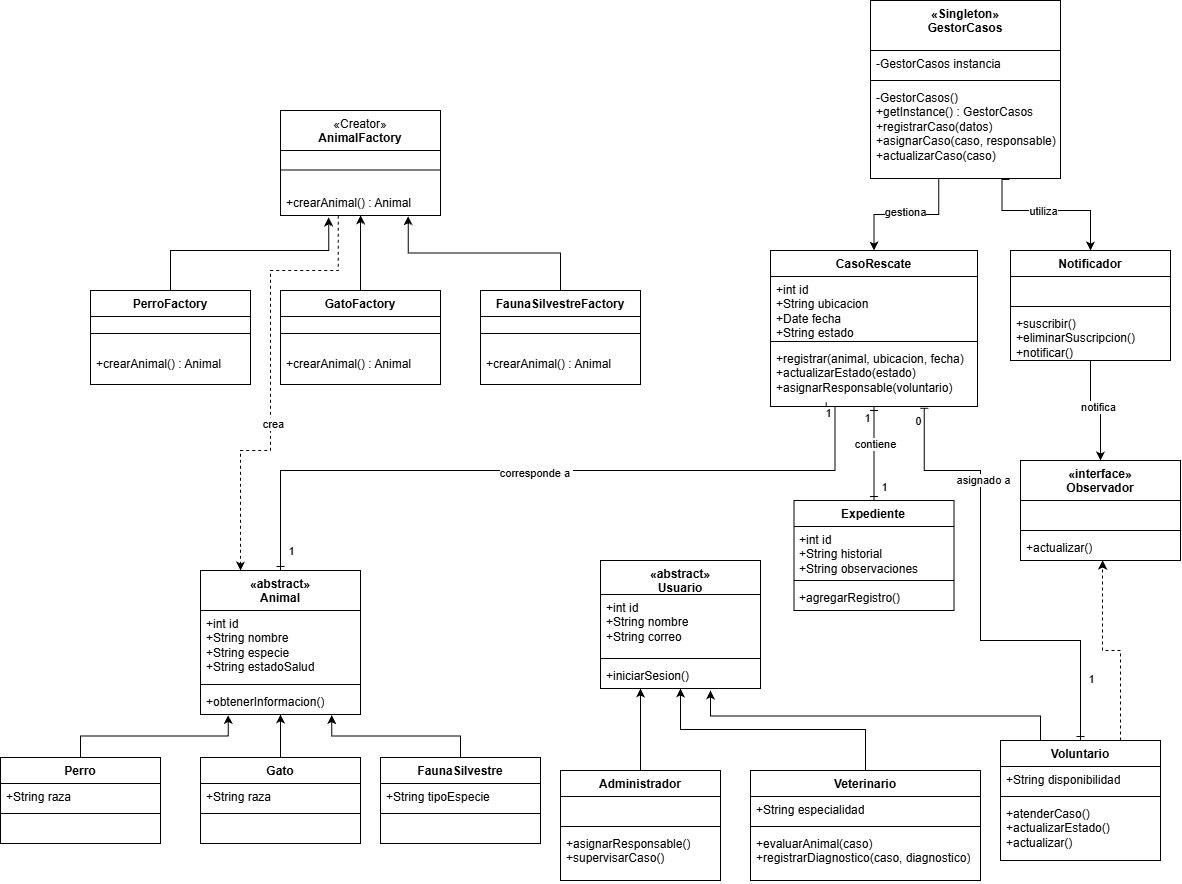 «Singleton»
GestorCasos
-GestorCasos instancia
-GestorCasos()
+getInstance() : GestorCasos
+registrarCaso(datos)
+asignarCaso(caso, responsable)
+actualizarCaso(caso)
«Creator»
AnimalFactory
+crearAnimal() : Animal
gestiona
utiliza
PerroFactory
+crearAnimal() : Animal
GatoFactory
+crearAnimal() : Animal
FaunaSilvestreFactory
+crearAnimal() : Animal
CasoRescate
+int id
+String ubicacion
+Date fecha
+String estado
+registrar(animal, ubicacion, fecha)
+actualizarEstado(estado)
+asignarResponsable(voluntario)
Notificador
+suscribir()
+eliminarSuscripcion()
+notificar()
crea
1
1
0
notifica
contiene
corresponde a
asignado a
1
1
«interface»
Observador
+actualizar()
Expediente
+int id
+String historial
+String observaciones
+agregarRegistro()
«abstract»
Animal
+int id
+String nombre
+String especie
+String estadoSalud
+obtenerInformacion()
«abstract»
Usuario
+int id
+String nombre
+String correo
+iniciarSesion()
1
Perro
+String raza
Gato
+String raza
FaunaSilvestre
+String tipoEspecie
Administrador
+asignarResponsable()
+supervisarCaso()
Veterinario
+String especialidad
+evaluarAnimal(caso)
+registrarDiagnostico(caso, diagnostico)
Voluntario
+String disponibilidad
+atenderCaso()
+actualizarEstado()
+actualizar()